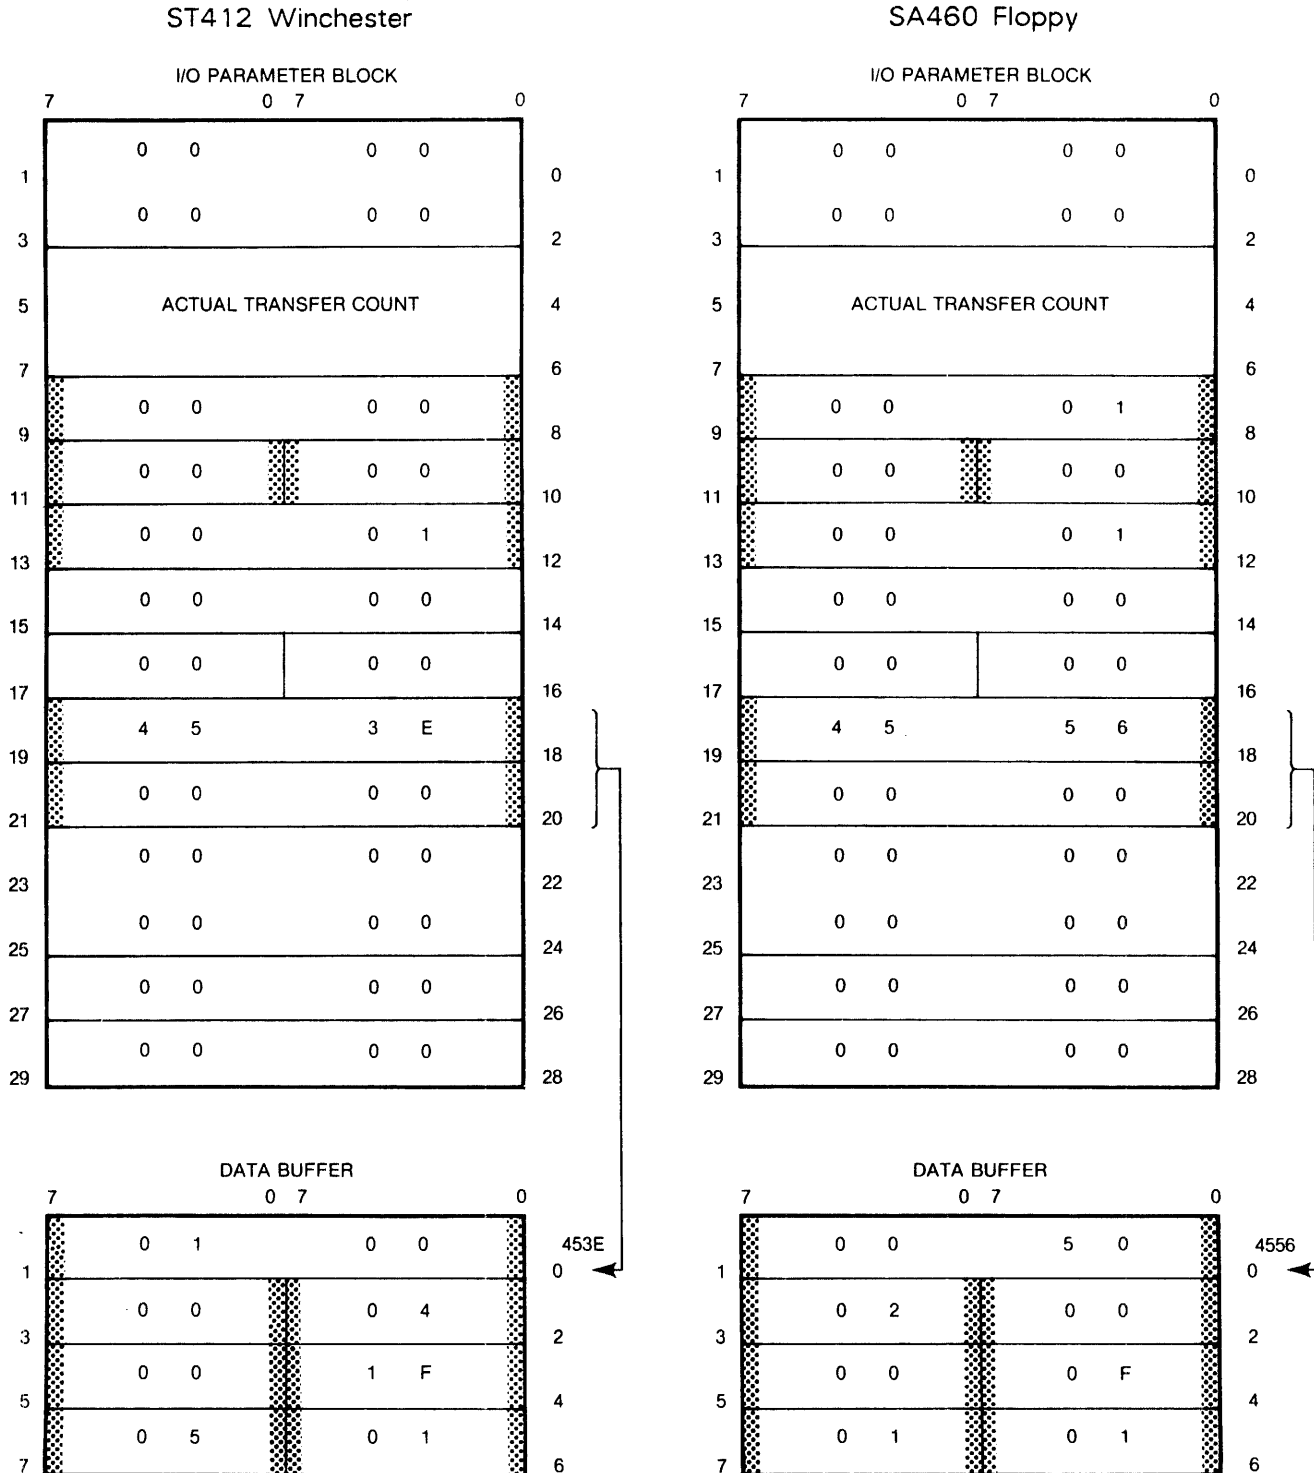 ST412 Winchester
I/O PARAMETER BLOCK
7 0 7 0
0 0 0 0
1 0
0 0 0 0
3 2
5 ACTUAL TRANSFER COUNT 4
7 6
0 0 0 0
9 8
0 0 0 0
11 10
0 0 0 1
13 12
0 0 0 0
15 14
0 0 0 0
17 16
4 5 3 E
19 18
0 0 0 0
21 20
0 0 0 0
23 22
0 0 0 0
25 24
0 0 0 0
27 26
0 0 0 0
29 28
DATA BUFFER
7 0 7 0
0 1 0 0 453E
1 0
0 0 0 4
3 2
0 0 1 F
5 4
0 5 0 1
7 6
SA460 Floppy
I/O PARAMETER BLOCK
7 0 7 0
0 0 0 0
1 0
0 0 0 0
3 2
5 ACTUAL TRANSFER COUNT 4
7 6
0 0 0 1
9 8
0 0 0 0
11 10
0 0 0 1
13 12
0 0 0 0
15 14
0 0 0 0
17 16
4 5 5 6
19 18
0 0 0 0
21 20
0 0 0 0
23 22
0 0 0 0
25 24
0 0 0 0
27 26
0 0 0 0
29 28
DATA BUFFER
7 0 7 0
0 0 5 0 4556
1 0
0 2 0 0
3 2
0 0 0 F
5 4
0 1 0 1
7 6